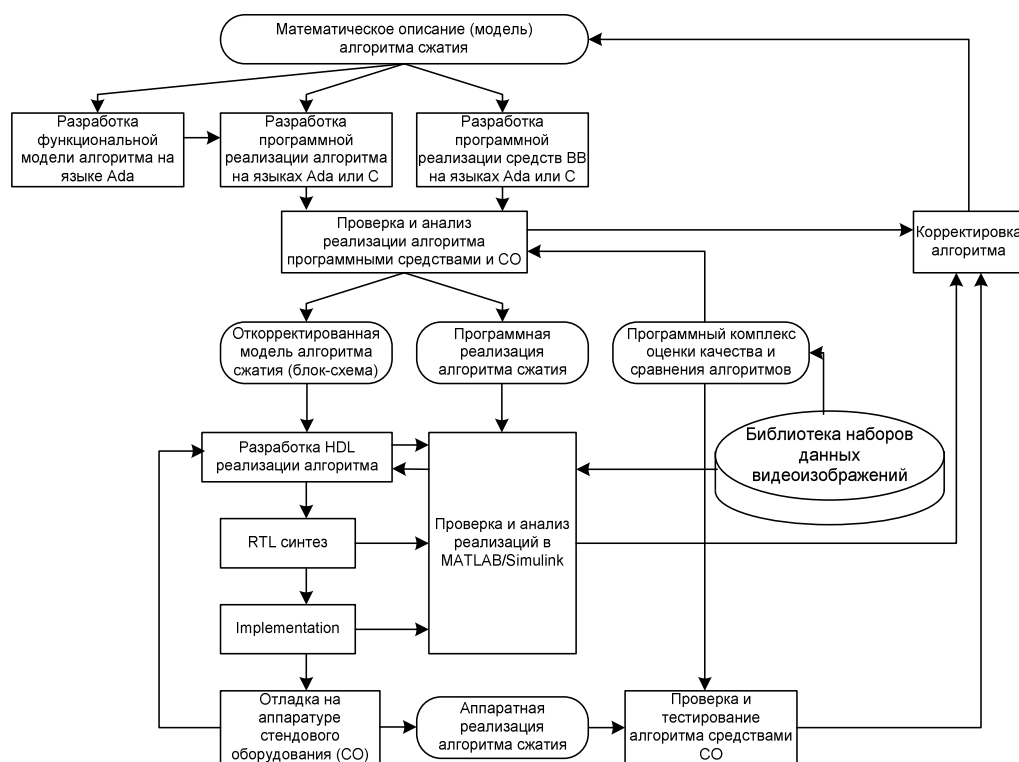 Математическое описание (модель)
алгоритма сжатия
Разработка
функциональной
модели алгоритма на
языке Ada
Разработка
программной
реализации алгоритма
на языках Ada или C
Разработка
программной
реализации средств ВВ
на языках Ada или C
Проверка и анализ
реализации алгоритма
программными средствами и СО
Корректировка
алгоритма
Откорректированная
модель алгоритма
сжатия (блок-схема)
Программная
реализация
алгоритма сжатия
Программный комплекс
оценки качества и
сравнения алгоритмов
Библиотека наборов
данных
видеоизображений
Разработка HDL
реализации алгоритма
Проверка и анализ
реализаций в
MATLAB/Simulink
RTL синтез
Implementation
Отладка на
аппаратуре
стендового
оборудования (СО)
Аппаратная
реализация
алгоритма сжатия
Проверка и
тестирование
алгоритма средствами
СО